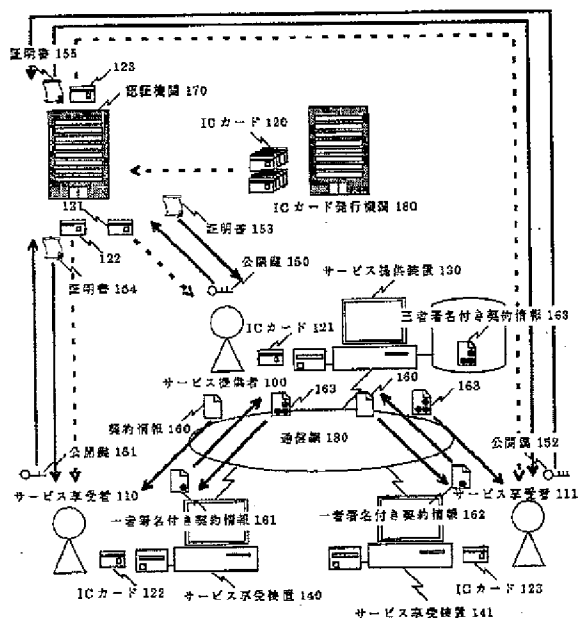 証明書 155
123
認証機関 170
ICカード 120
ICカード発行機関 180
121
122
証明書 153
証明書 154
公開鍵 150
サービス提供装置 130
三者署名付き契約情報 163
ICカード 121
サービス提供者 100
163
160
163
契約情報 160
通信網 190
公開鍵 151
公開鍵 152
サービス享受者 110
サービス享受者 111
一者署名付き契約情報 161
一者署名付き契約情報 162
ICカード 122
サービス享受装置 140
ICカード 123
サービス享受装置 141